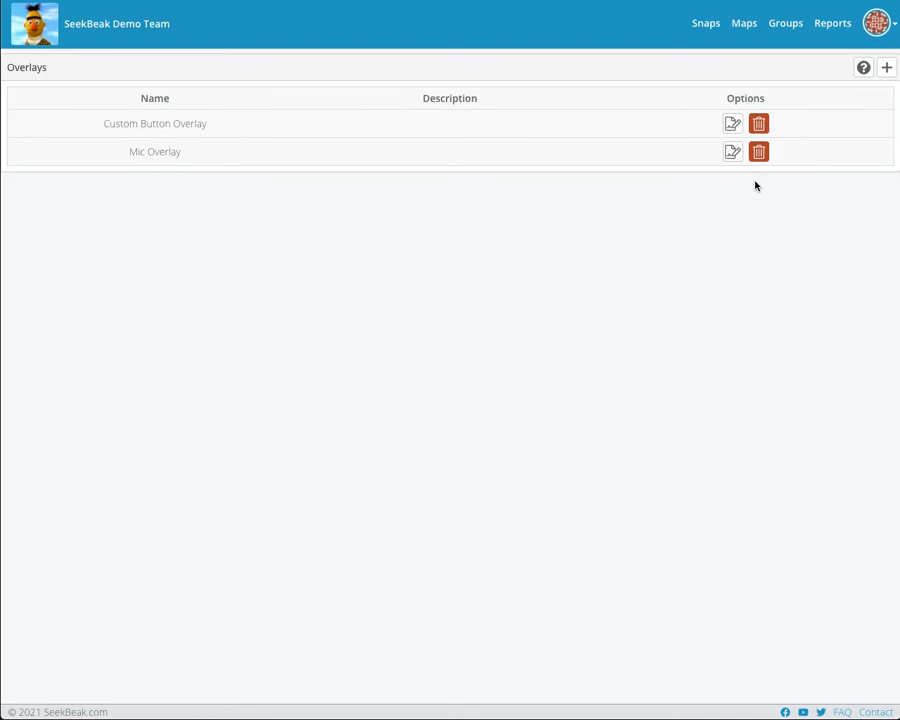 SeekBeak Demo Team
Snaps Maps Groups Reports
Overlays
Name Description Options
Custom Button Overlay
Mic Overlay
© 2021 SeekBeak.com
FAQ Contact